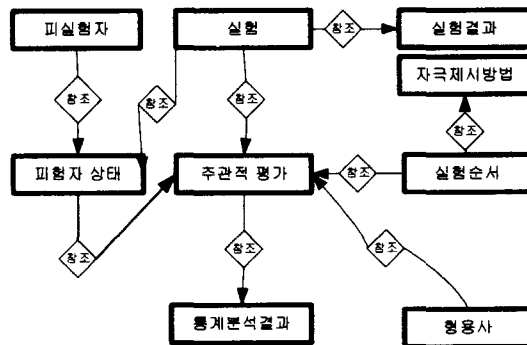 피실험자
실험
참조
실험결과
자극제시방법
참조
참조
참조
참조
피험자 상태
주관적 평가
참조
실험순서
참조
참조
참조
통계분석결과
형용사